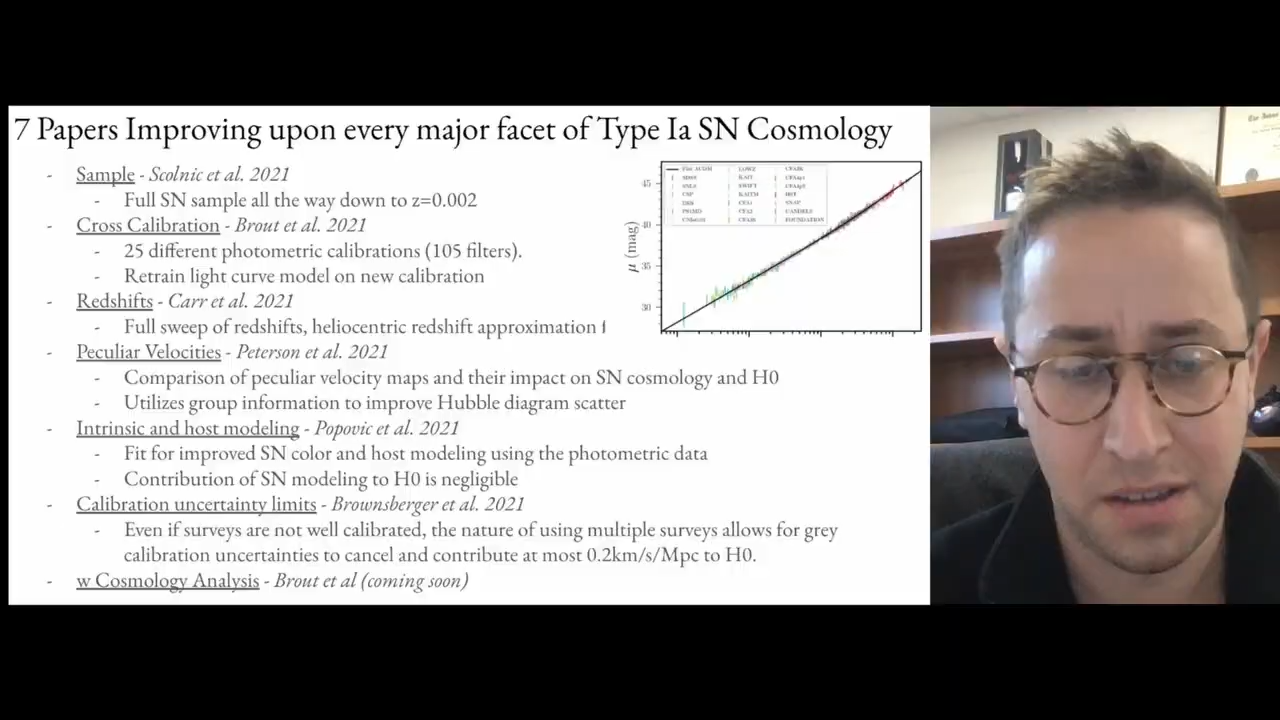 7 Papers Improving upon every major facet of Type Ia SN Cosmology
- Sample - Scolnic et al. 2021
- Full SN sample all the way down to z=0.002
- Cross Calibration - Brout et al. 2021
- 25 different photometric calibrations (105 filters).
- Retrain light curve model on new calibration
- Redshifts - Carr et al. 2021
- Full sweep of redshifts, heliocentric redshift approximation f
- Peculiar Velocities - Peterson et al. 2021
- Comparison of peculiar velocity maps and their impact on SN cosmology and H0
- Utilizes group information to improve Hubble diagram scatter
- Intrinsic and host modeling - Popovic et al. 2021
- Fit for improved SN color and host modeling using the photometric data
- Contribution of SN modeling to H0 is negligible
- Calibration uncertainty limits - Brownsberger et al. 2021
- Even if surveys are not well calibrated, the nature of using multiple surveys allows for grey
calibration uncertainties to cancel and contribute at most 0.2km/s/Mpc to H0.
- w Cosmology Analysis - Brout et al (coming soon)
μ (mag)
45
40
35
30
SWIFT
CANDELS
FOUNDATION